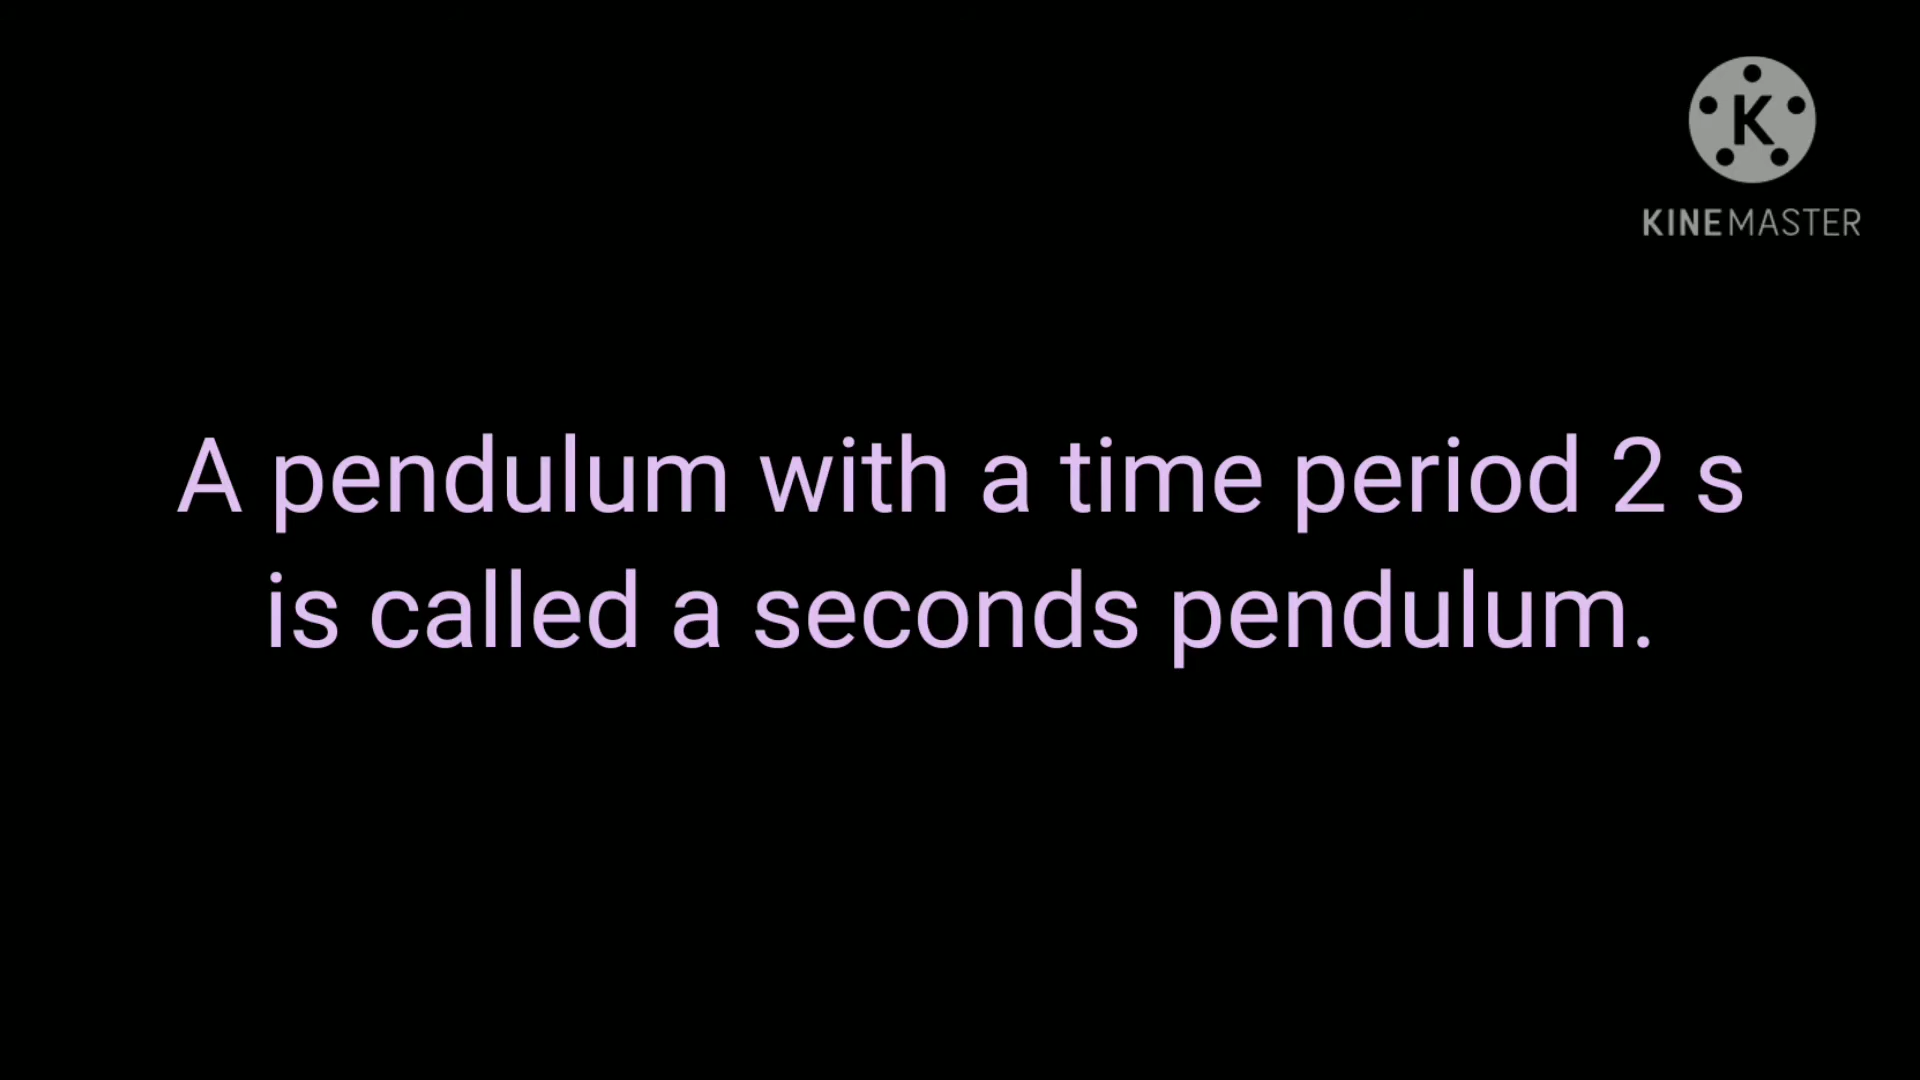 K
KINEMASTER
A pendulum with a time period 2 s
is called a seconds pendulum.